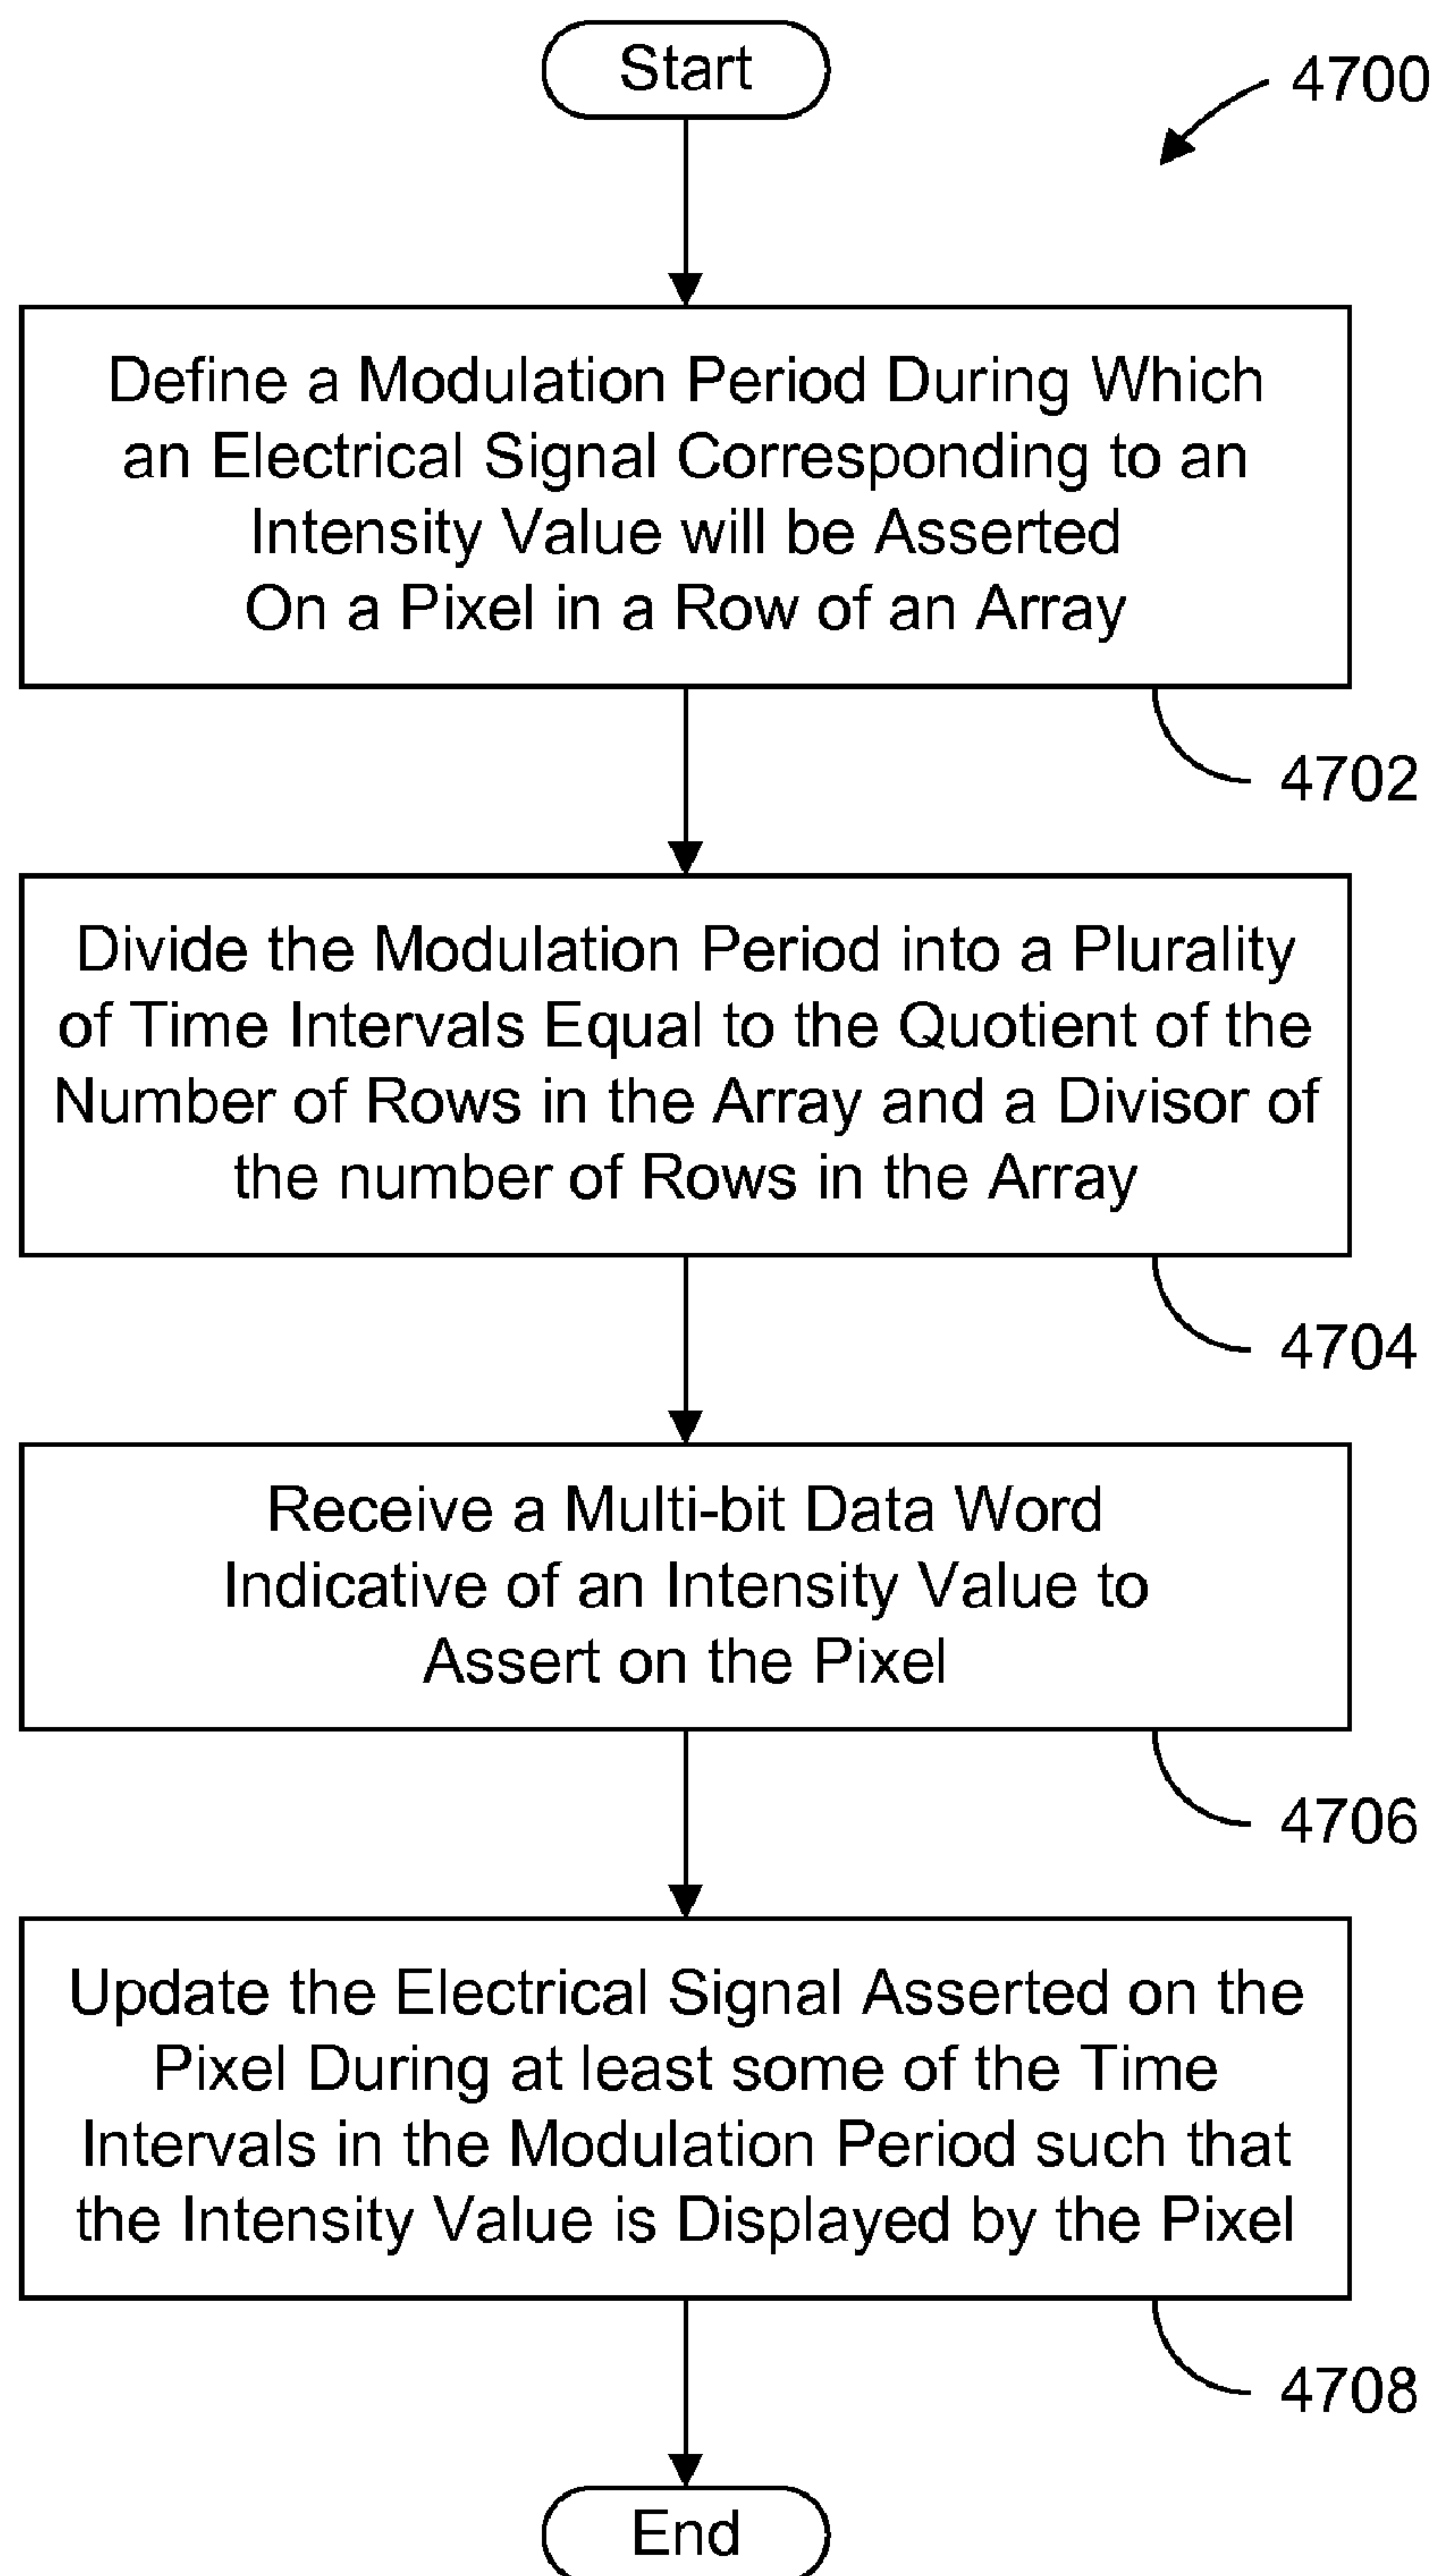 Start
4700
Define a Modulation Period During Which
an Electrical Signal Corresponding to an
Intensity Value will be Asserted
On a Pixel in a Row of an Array
4702
Divide the Modulation Period into a Plurality
of Time Intervals Equal to the Quotient of the
Number of Rows in the Array and a Divisor of
the number of Rows in the Array
4704
Receive a Multi-bit Data Word
Indicative of an Intensity Value to
Assert on the Pixel
4706
Update the Electrical Signal Asserted on the
Pixel During at least some of the Time
Intervals in the Modulation Period such that
the Intensity Value is Displayed by the Pixel
4708
End